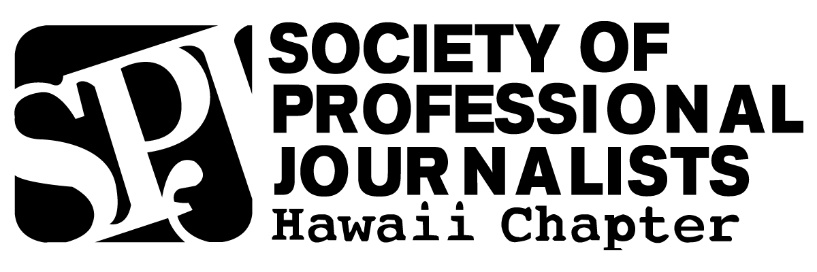 SPJ
SOCIETY OF
PROFESSIONAL
JOURNALISTS
Hawaii Chapter